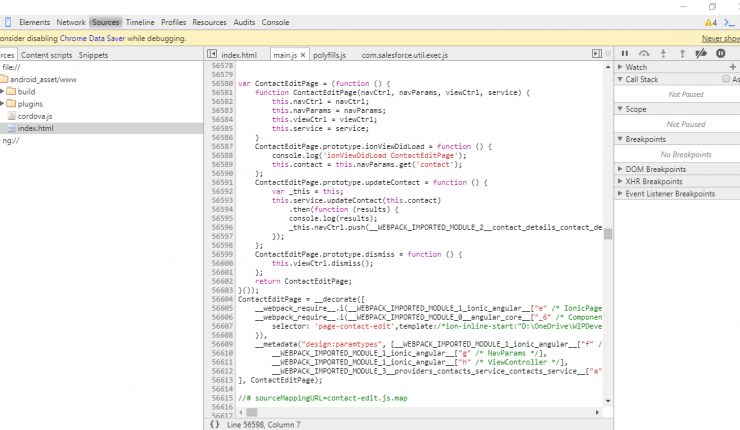 Elements Network Sources Timeline Profiles Resources Audits Console
4
onsider disabling Chrome Data Saver while debugging.
Never show
urces Content scripts Snippets
file://
android_asset/www
build
plugins
cordova.js
index.html
ng://
index.html main.js × polyfills.js com.salesforce.util.exec.js
56578
56579
56580 var ContactEditPage = (function () {
56581 function ContactEditPage(navCtrl, navParams, viewCtrl, service) {
56582 this.navCtrl = navCtrl;
56583 this.navParams = navParams;
56584 this.viewCtrl = viewCtrl;
56585 this.service = service;
56586 }
56587 ContactEditPage.prototype.ionViewDidLoad = function () {
56588 console.log('ionViewDidLoad ContactEditPage');
56589 this.contact = this.navParams.get('contact');
56590 };
56591 ContactEditPage.prototype.updateContact = function () {
56592 var _this = this;
56593 this.service.updateContact(this.contact)
56594 .then(function (results) {
56595 console.log(results);
56596 _this.navCtrl.push(__WEBPACK_IMPORTED_MODULE_2__contact_details_contact_de
56597 });
56598 };
56599 ContactEditPage.prototype.dismiss = function () {
56600 this.viewCtrl.dismiss();
56601 };
56602 return ContactEditPage;
56603 }());
56604 ContactEditPage = __decorate([
56605 __webpack_require__.i(__WEBPACK_IMPORTED_MODULE_1_ionic_angular__["e" /* IonicPage
56606 __webpack_require__.i(__WEBPACK_IMPORTED_MODULE_0__angular_core__["_6" /* Componen
56607 selector: 'page-contact-edit',template:/*ion-inline-start:"D:\OneDrive\WIPDeve
56608 }),
56609 __metadata("design:paramtypes", [__WEBPACK_IMPORTED_MODULE_1_ionic_angular__["f" /
56610 __WEBPACK_IMPORTED_MODULE_1_ionic_angular__["g" /* NavParams */],
56611 __WEBPACK_IMPORTED_MODULE_1_ionic_angular__["h" /* ViewController */],
56612 __WEBPACK_IMPORTED_MODULE_3__providers_contacts_service_contacts_service__["a"
56613 ], ContactEditPage);
56614
56615 //# sourceMappingURL=contact-edit.js.map
56616
56617
{} Line 56598, Column 7
Watch
Call Stack As
Not Paused
Scope
Not Paused
Breakpoints
No Breakpoints
DOM Breakpoints
XHR Breakpoints
Event Listener Breakpoints